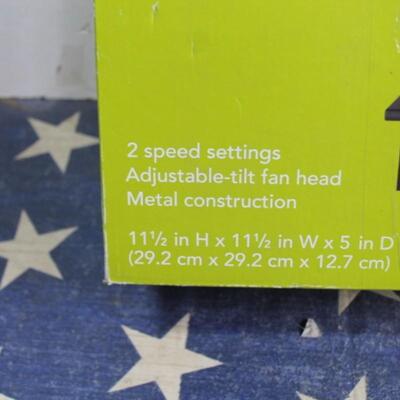 2 speed settings
Adjustable-tilt fan head
Metal construction
11½ in H x 11½ in W x 5 in D
(29.2 cm x 29.2 cm x 12.7 cm)